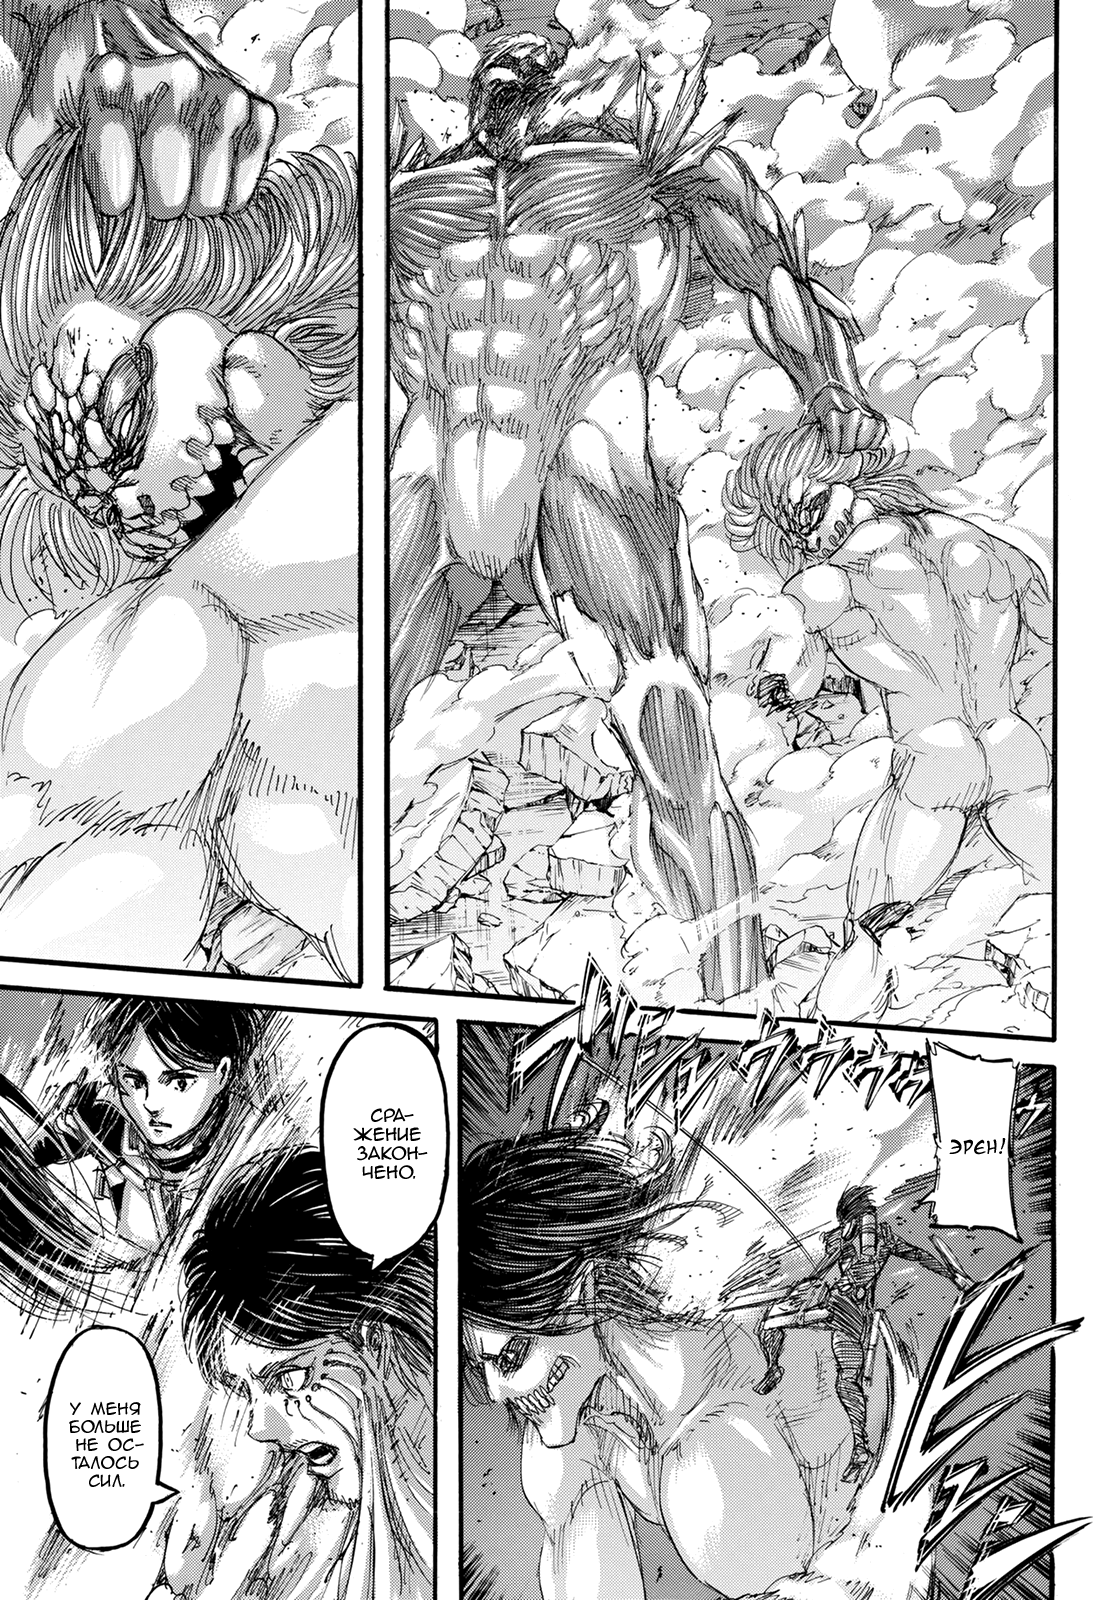 ЭРЕН!
СРА-
ЖЕНИЕ
ЗАКОН-
ЧЕНО.
У МЕНЯ
БОЛЬШЕ
НЕ ОС-
ТАЛОСЬ
СИЛ.